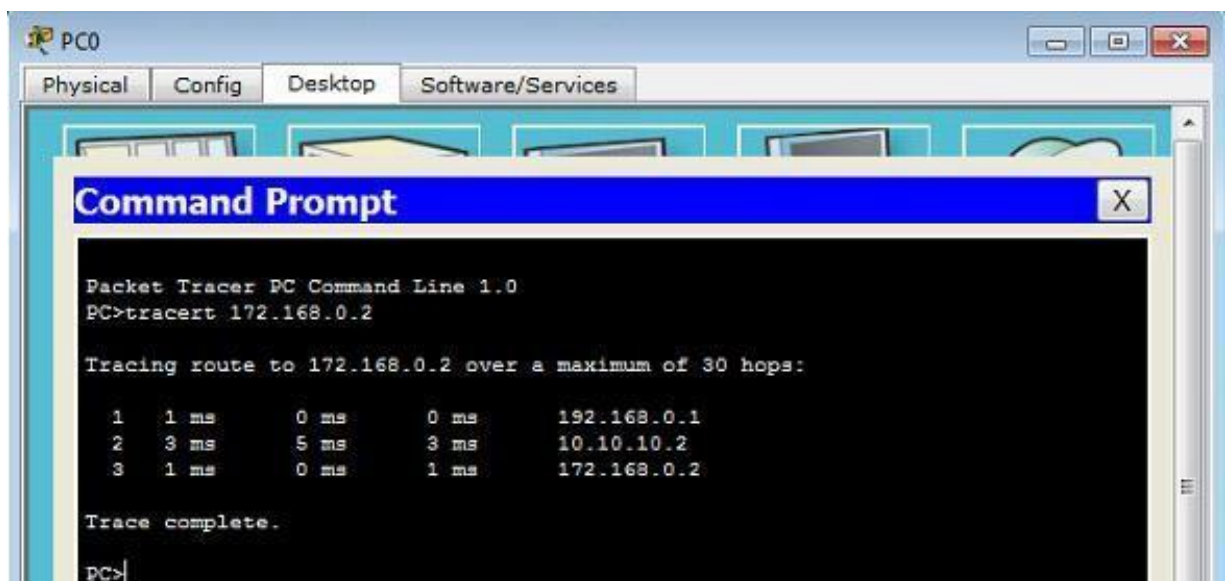 PC0
Physical Config Desktop Software/Services
Command Prompt X
Packet Tracer PC Command Line 1.0
PC>tracert 172.168.0.2
Tracing route to 172.168.0.2 over a maximum of 30 hops:
1 1 ms 0 ms 0 ms 192.168.0.1
2 3 ms 5 ms 3 ms 10.10.10.2
3 1 ms 0 ms 1 ms 172.168.0.2
Trace complete.
PC>